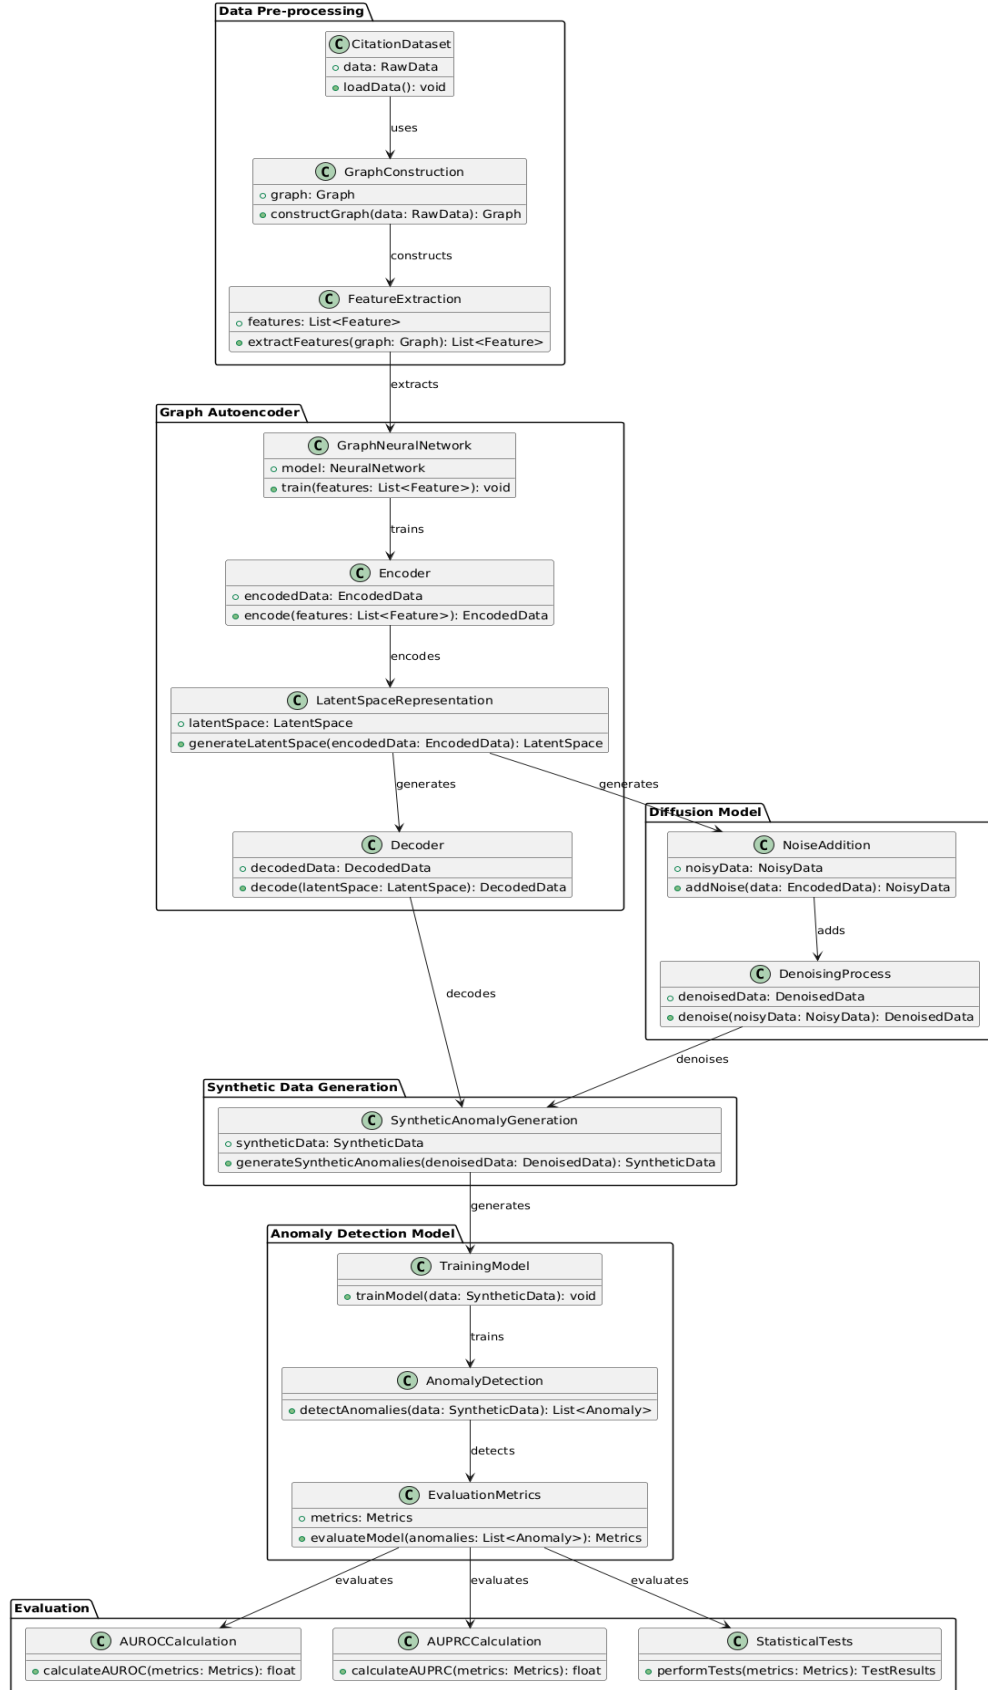 Data Pre-processing
C CitationDataset
data: RawData
loadData(): void
uses
C GraphConstruction
graph: Graph
constructGraph(data: RawData): Graph
constructs
C FeatureExtraction
features: List<Feature>
extractFeatures(graph: Graph): List<Feature>
extracts
Graph Autoencoder
C GraphNeuralNetwork
model: NeuralNetwork
train(features: List<Feature>): void
trains
C Encoder
encodedData: EncodedData
encode(features: List<Feature>): EncodedData
encodes
C LatentSpaceRepresentation
latentSpace: LatentSpace
generateLatentSpace(encodedData: EncodedData): LatentSpace
generates
generates
C Decoder
decodedData: DecodedData
decode(latentSpace: LatentSpace): DecodedData
Diffusion Model
C NoiseAddition
noisyData: NoisyData
addNoise(data: EncodedData): NoisyData
adds
C DenoisingProcess
denoisedData: DenoisedData
denoise(noisyData: NoisyData): DenoisedData
decodes
denoises
Synthetic Data Generation
C SyntheticAnomalyGeneration
syntheticData: SyntheticData
generateSyntheticAnomalies(denoisedData: DenoisedData): SyntheticData
generates
Anomaly Detection Model
C TrainingModel
trainModel(data: SyntheticData): void
trains
C AnomalyDetection
detectAnomalies(data: SyntheticData): List<Anomaly>
detects
C EvaluationMetrics
metrics: Metrics
evaluateModel(anomalies: List<Anomaly>): Metrics
evaluates
evaluates
evaluates
Evaluation
C AUROCCalculation
calculateAUROC(metrics: Metrics): float
C AUPRCCalculation
calculateAUPRC(metrics: Metrics): float
C StatisticalTests
performTests(metrics: Metrics): TestResults